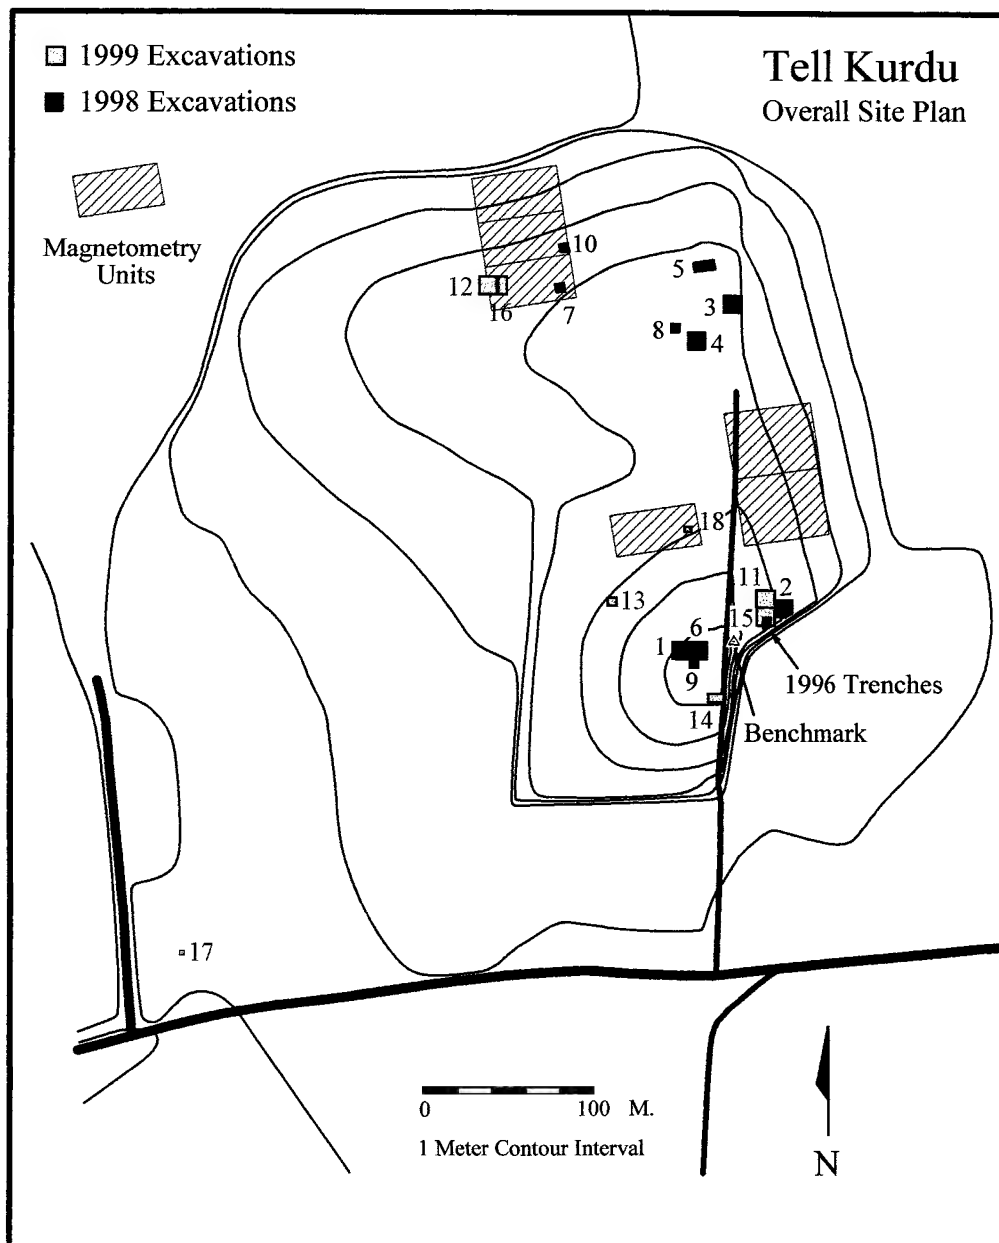 1999 Excavations
1998 Excavations
Tell Kurdu
Overall Site Plan
Magnetometry
Units
10
5
12
16
7
3
8
4
18
11
2
13
15
6
1
9
1996 Trenches
14
Benchmark
17
0 100 M.
1 Meter Contour Interval
N